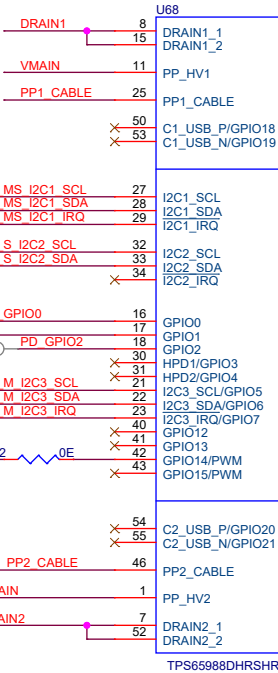 U68
DRAIN1 8 DRAIN1_1
15 DRAIN1_2
VMAIN 11 PP_HV1
PP1_CABLE 25 PP1_CABLE
50 C1_USB_P/GPIO18
53 C1_USB_N/GPIO19
MS_I2C1_SCL 27 I2C1_SCL
MS_I2C1_SDA 28 I2C1_SDA
MS_I2C1_IRQ 29 I2C1_IRQ
S_I2C2_SCL 32 I2C2_SCL
S_I2C2_SDA 33 I2C2_SDA
34 I2C2_IRQ
GPIO0 16 GPIO0
17 GPIO1
PD_GPIO2 18 GPIO2
30 HPD1/GPIO3
31 HPD2/GPIO4
M_I2C3_SCL 21 I2C3_SCL/GPIO5
M_I2C3_SDA 22 I2C3_SDA/GPIO6
M_I2C3_IRQ 23 I2C3_IRQ/GPIO7
40 GPIO12
41 GPIO13
2 0E 42 GPIO14/PWM
43 GPIO15/PWM
54 C2_USB_P/GPIO20
55 C2_USB_N/GPIO21
PP2_CABLE 46 PP2_CABLE
AIN 1 PP_HV2
AIN2 7 DRAIN2_1
52 DRAIN2_2
TPS65988DHRSHR